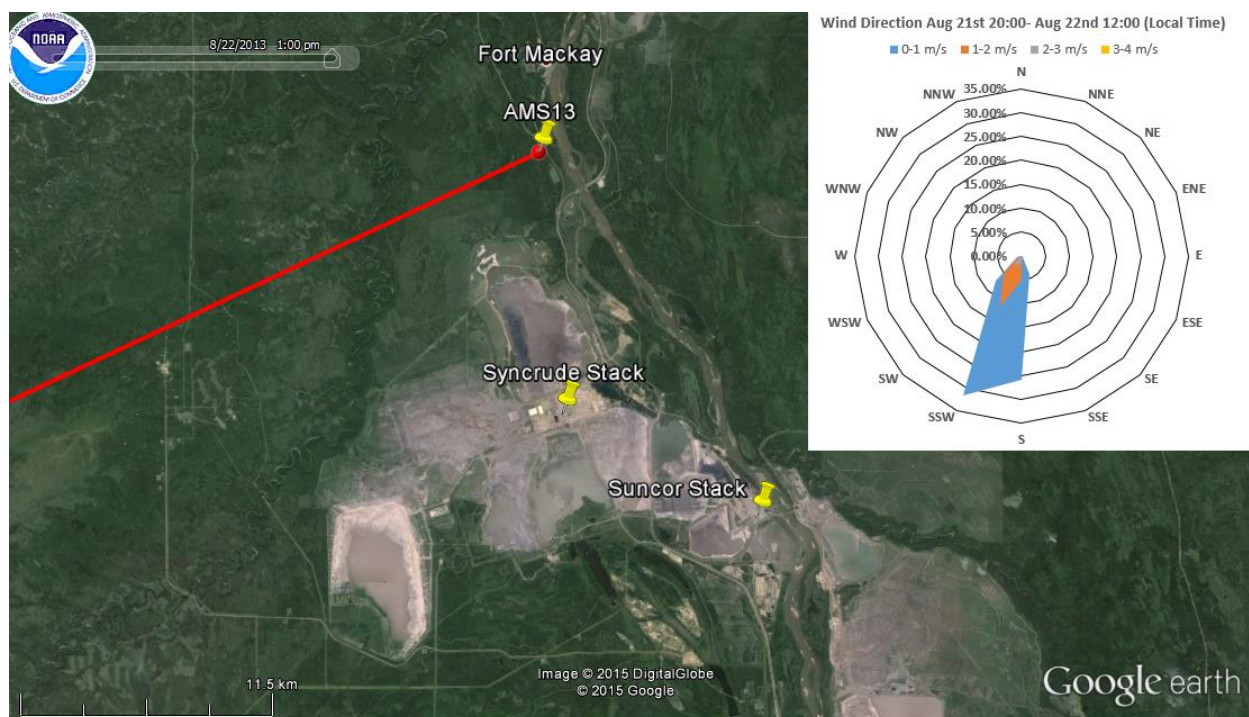 NOAA
8/22/2013 1:00 pm
Fort Mackay
AMS13
Syncrude Stack
Suncor Stack
11.5 km
Image © 2015 DigitalGlobe
© 2015 Google
Google earth
Wind Direction Aug 21st 20:00- Aug 22nd 12:00 (Local Time)
0-1 m/s 1-2 m/s 2-3 m/s 3-4 m/s
N
NNE
NE
ENE
E
ESE
SE
SSE
S
SSW
SW
WSW
W
WNW
NW
NNW
35.00%
30.00%
25.00%
20.00%
15.00%
10.00%
5.00%
0.00%